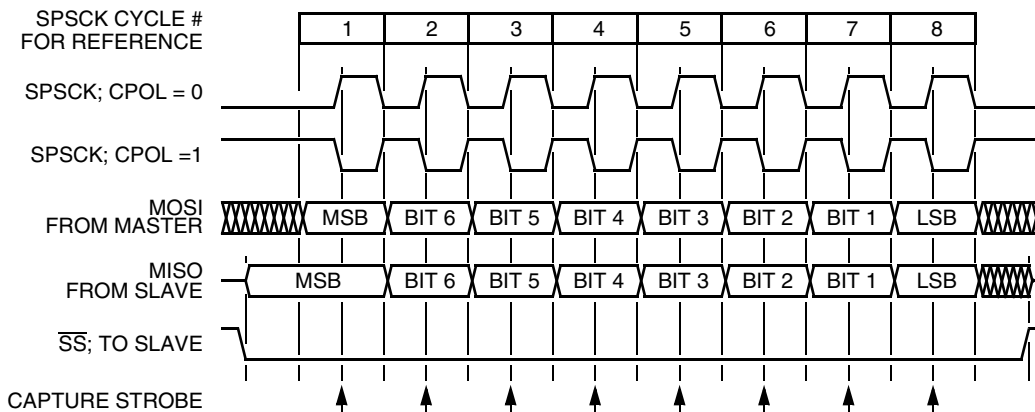 SPSCK CYCLE #
FOR REFERENCE
1 2 3 4 5 6 7 8
SPSCK; CPOL = 0
SPSCK; CPOL =1
MOSI
FROM MASTER
MSB BIT 6 BIT 5 BIT 4 BIT 3 BIT 2 BIT 1 LSB
MISO
FROM SLAVE
MSB BIT 6 BIT 5 BIT 4 BIT 3 BIT 2 BIT 1 LSB
S̅S̅; TO SLAVE
CAPTURE STROBE